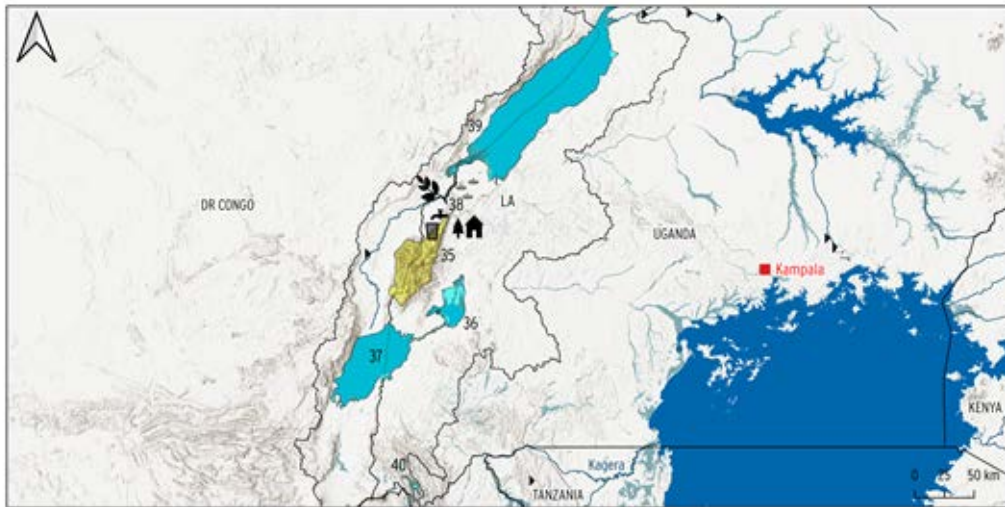 39
38
LA
DR CONGO
UGANDA
35
Kampala
36
37
KENYA
40
Kagera
0 25 50 km
TANZANIA